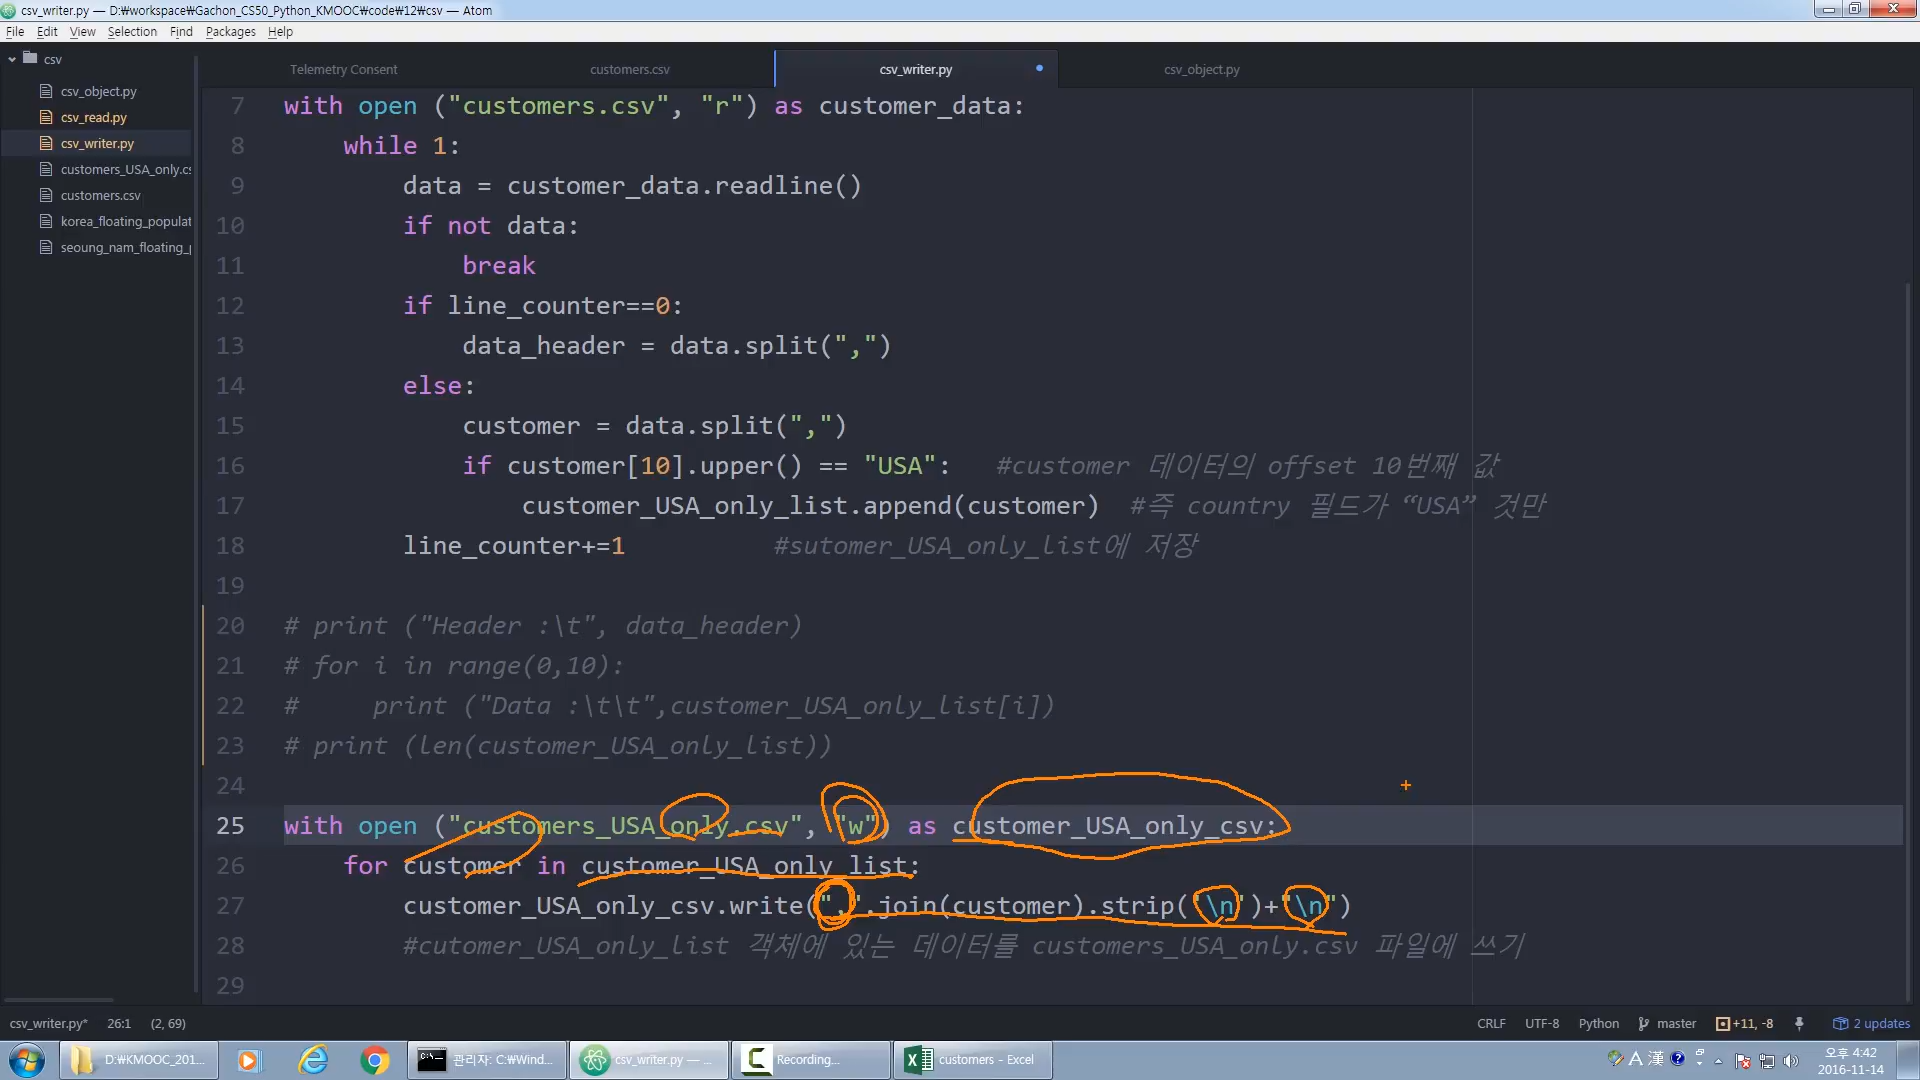 csv_writer.py — D:₩workspace₩Gachon_CS50_Python_KMOOC₩code₩12₩csv — Atom
File Edit View Selection Find Packages Help
csv
csv_object.py
csv_read.py
csv_writer.py
customers_USA_only.cs
customers.csv
korea_floating_populat
seoung_nam_floating_p
Telemetry Consent customers.csv csv_writer.py csv_object.py
7 with open ("customers.csv", "r") as customer_data:
8 while 1:
9 data = customer_data.readline()
10 if not data:
11 break
12 if line_counter==0:
13 data_header = data.split(",")
14 else:
15 customer = data.split(",")
16 if customer[10].upper() == "USA": #customer 데이터의 offset 10번째 값
17 customer_USA_only_list.append(customer) #즉 country 필드가 “USA” 것만
18 line_counter+=1 #sutomer_USA_only_list에 저장
19
20 # print ("Header :\t", data_header)
21 # for i in range(0,10):
22 # print ("Data :\t\t",customer_USA_only_list[i])
23 # print (len(customer_USA_only_list))
24
25 with open ("customers_USA_only.csv", "w") as customer_USA_only_csv:
26 for customer in customer_USA_only_list:
27 customer_USA_only_csv.write(",".join(customer).strip('\n')+"\n")
28 #cutomer_USA_only_list 객체에 있는 데이터를 customers_USA_only.csv 파일에 쓰기
29
csv_writer.py* 26:1 (2, 69) CRLF UTF-8 Python master +11, -8 2 updates
D:₩KMOOC_201... 관리자: C:₩Wind... csv_writer.py — ... Recording... customers - Excel A 漢 오후 4:42
2016-11-14